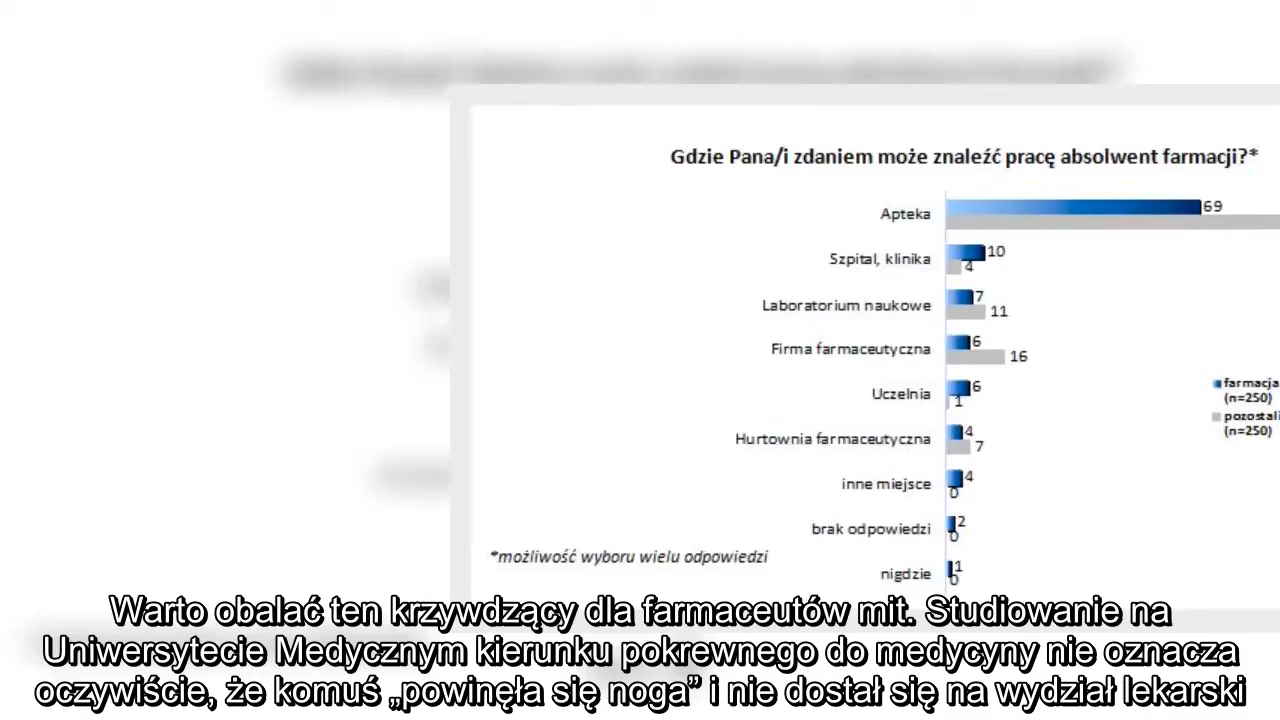 Gdzie Pana/i zdaniem może znaleźć pracę absolwent farmacji?*
Apteka
69
Szpital, klinika
10
4
Laboratorium naukowe
7
11
Firma farmaceutyczna
6
16
Uczelnia
6
1
Hurtownia farmaceutyczna
4
7
inne miejsce
4
0
brak odpowiedzi
2
0
nigdzie
1
0
farmacja
(n=250)
pozostali
(n=250)
*możliwość wyboru wielu odpowiedzi
Warto obalać ten krzywdzący dla farmaceutów mit. Studiowanie na
Uniwersytecie Medycznym kierunku pokrewnego do medycyny nie oznacza
oczywiście, że komuś „powinęła się noga” i nie dostał się na wydział lekarski